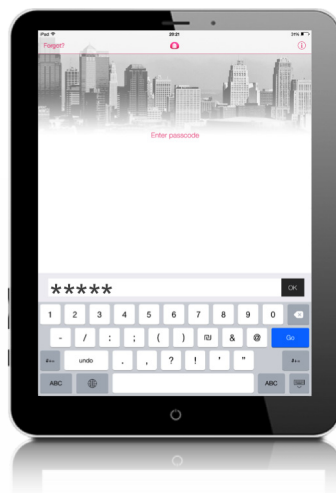 iPad 20:21 31%
Forgot?
Enter passcode
***** OK
1 2 3 4 5 6 7 8 9 0
- / : ; ( ) ₪ & @ Go
undo . , ? ! ' "
ABC ABC